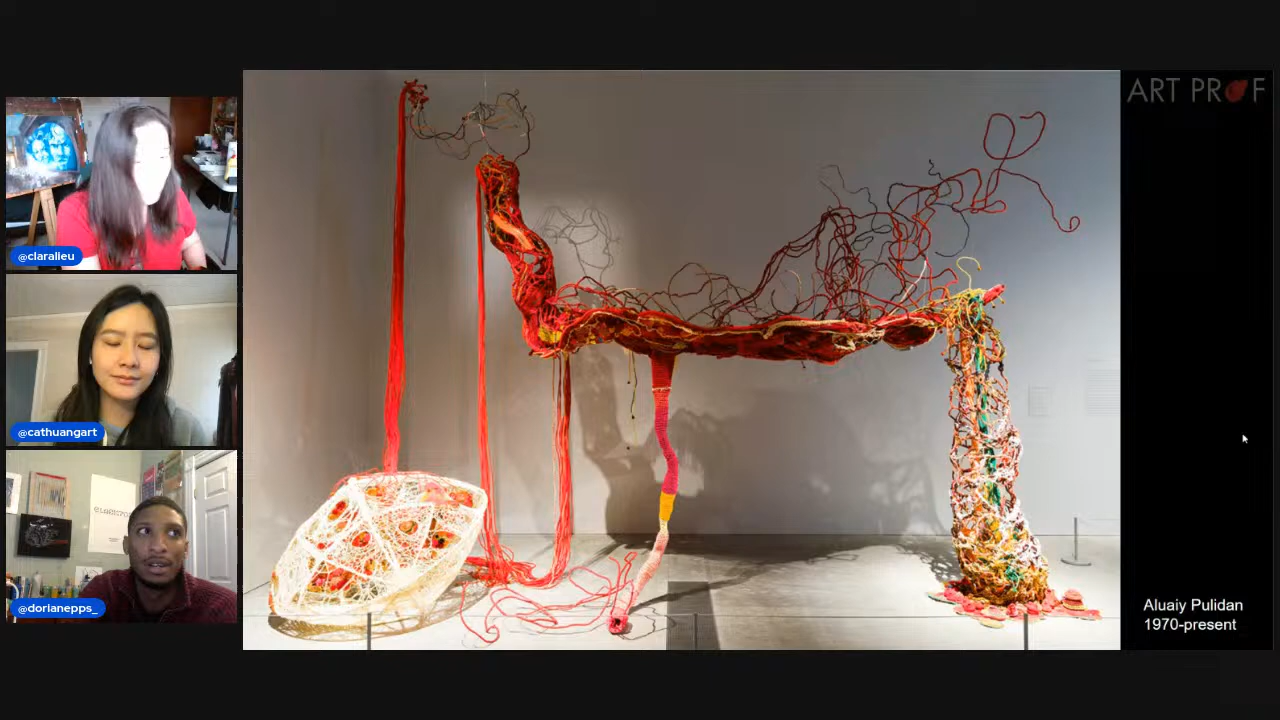 ART PROF
@claralieu
@cathuangart
@dorianepps_
Aluaiy Pulidan
1970-present